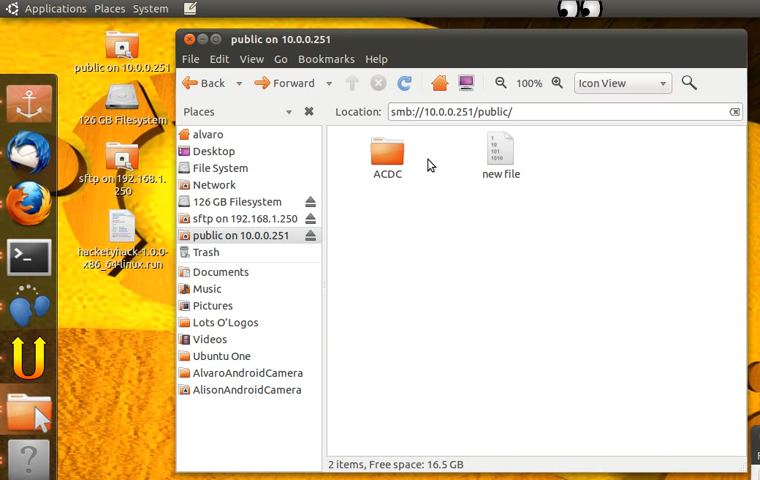 Applications Places System
public on 10.0.0.251
126 GB Filesystem
sftp on 192.168.1.
250
hacketyhack-1.0.0-
x86_64-linux.run
public on 10.0.0.251
File Edit View Go Bookmarks Help
Back Forward 100% Icon View
Places Location: smb://10.0.0.251/public/
alvaro
Desktop
File System
Network
126 GB Filesystem
sftp on 192.168.1.250
public on 10.0.0.251
Trash
Documents
Music
Pictures
Lots O'Logos
Videos
Ubuntu One
AlvaroAndroidCamera
AlisonAndroidCamera
ACDC
1
10
101
1010
new file
2 items, Free space: 16.5 GB